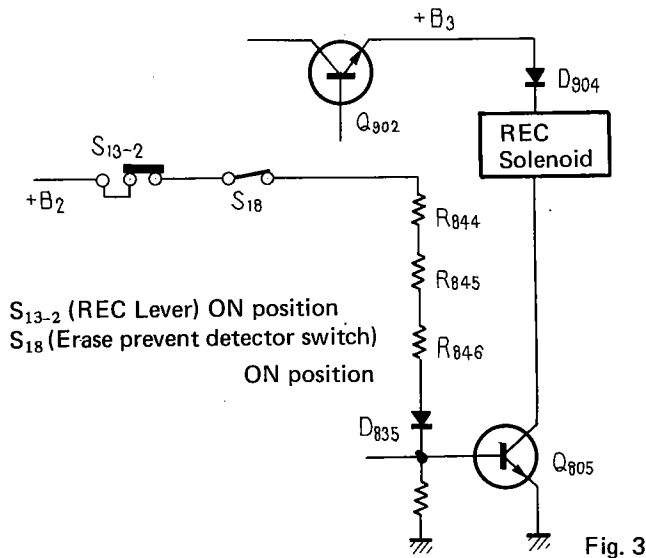 +B3
D904
Q902
REC
Solenoid
S13-2
+B2
S18
R844
R845
R846
S13-2 (REC Lever) ON position
S18 (Erase prevent detector switch)
ON position
D835
Q805
Fig. 3